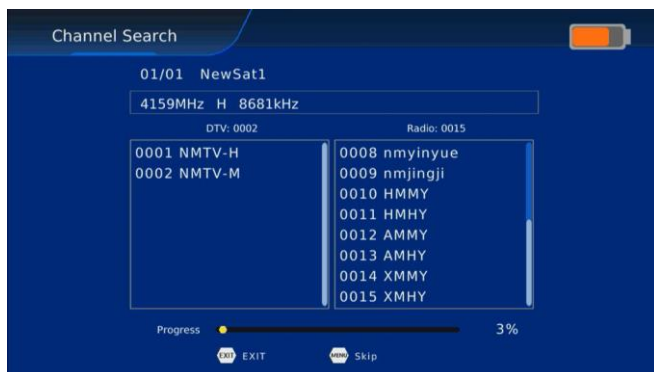 Channel Search
01/01 NewSat1
4159MHz H 8681kHz
DTV: 0002
Radio: 0015
0001 NMTV-H
0002 NMTV-M
0008 nmyinyue
0009 nmjingji
0010 HMMY
0011 HMHY
0012 AMMY
0013 AMHY
0014 XMMY
0015 XMHY
Progress 3%
EXIT EXIT
MENU Skip